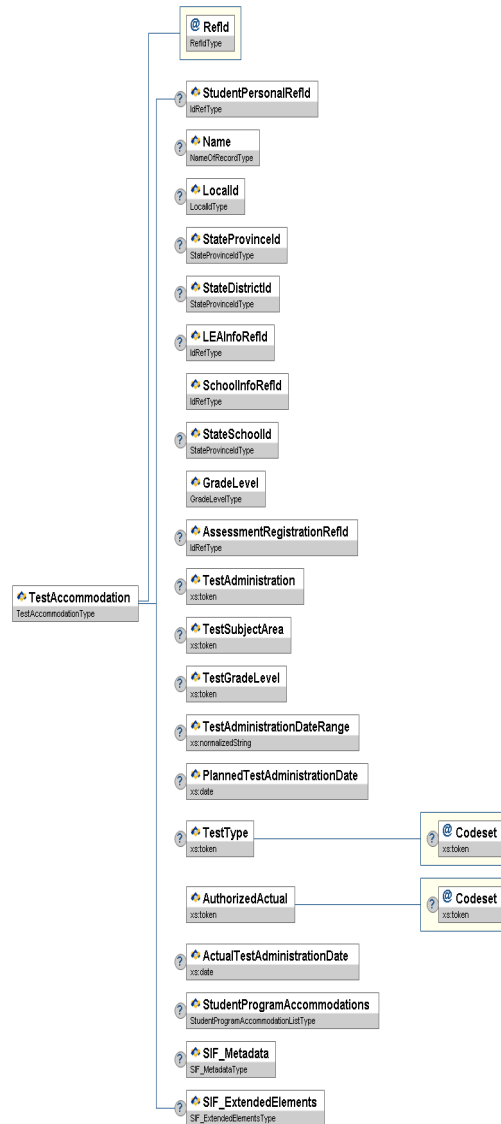 @ RefId
RefIdType
? StudentPersonalRefId
IdRefType
? Name
NameOfRecordType
? LocalId
LocalIdType
? StateProvinceId
StateProvinceIdType
? StateDistrictId
StateProvinceIdType
? LEAInfoRefId
IdRefType
SchoolInfoRefId
IdRefType
? StateSchoolId
StateProvinceIdType
GradeLevel
GradeLevelType
? AssessmentRegistrationRefId
IdRefType
TestAccommodation
TestAccommodationType
? TestAdministration
xs:token
? TestSubjectArea
xs:token
? TestGradeLevel
xs:token
? TestAdministrationDateRange
xs:normalizedString
? PlannedTestAdministrationDate
xs:date
? TestType
xs:token
? @ Codeset
xs:token
AuthorizedActual
xs:token
? @ Codeset
xs:token
? ActualTestAdministrationDate
xs:date
? StudentProgramAccommodations
StudentProgramAccommodationListType
? SIF_Metadata
SIF_MetadataType
? SIF_ExtendedElements
SIF_ExtendedElementsType